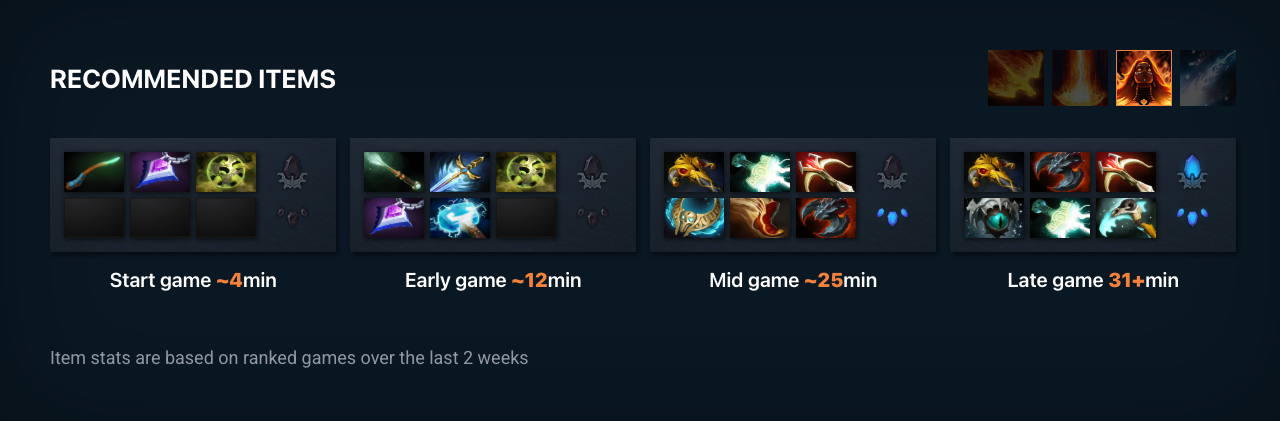 RECOMMENDED ITEMS
Start game ~4min
Early game ~12min
Mid game ~25min
Late game 31+min
Item stats are based on ranked games over the last 2 weeks